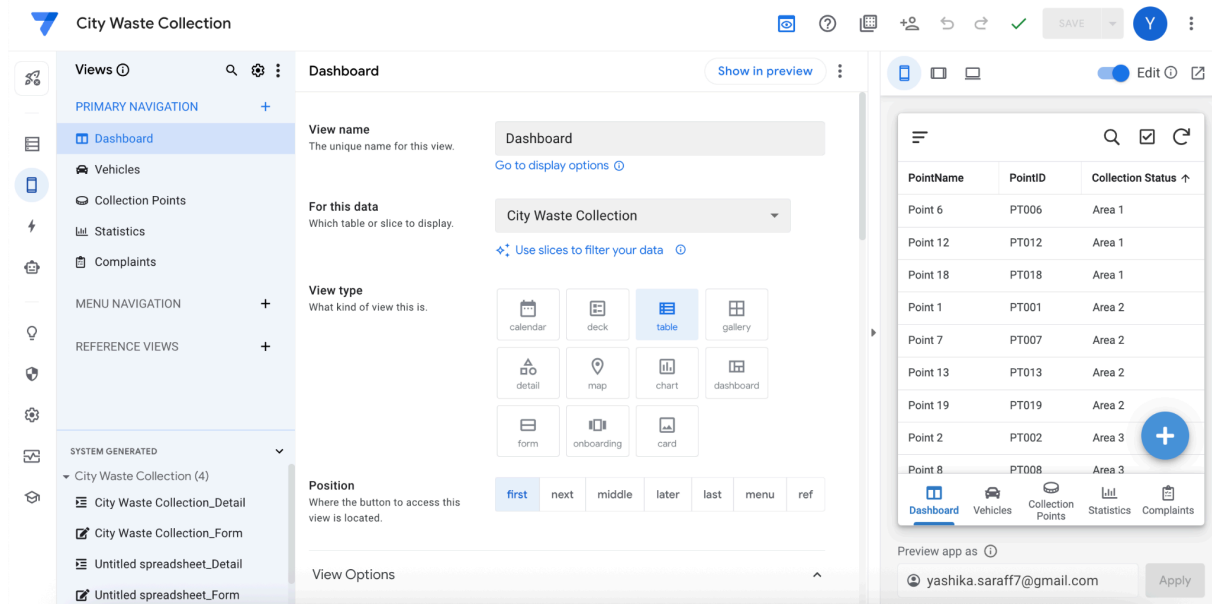 City Waste Collection
SAVE
Y
Views
Dashboard
Show in preview
Edit
PRIMARY NAVIGATION
Dashboard
Vehicles
Collection Points
Statistics
Complaints
MENU NAVIGATION
REFERENCE VIEWS
SYSTEM GENERATED
City Waste Collection (4)
City Waste Collection_Detail
City Waste Collection_Form
Untitled spreadsheet_Detail
Untitled spreadsheet_Form
View name
The unique name for this view.
Dashboard
Go to display options
For this data
Which table or slice to display.
City Waste Collection
Use slices to filter your data
View type
What kind of view this is.
calendar deck table gallery
detail map chart dashboard
form onboarding card
Position
Where the button to access this
view is located.
first next middle later last menu ref
View Options
PointName PointID Collection Status
Point 6 PT006 Area 1
Point 12 PT012 Area 1
Point 18 PT018 Area 1
Point 1 PT001 Area 2
Point 7 PT007 Area 2
Point 13 PT013 Area 2
Point 19 PT019 Area 2
Point 2 PT002 Area 3
Point 8 PT008 Area 3
Dashboard Vehicles Collection Points Statistics Complaints
Preview app as
yashika.saraff7@gmail.com Apply